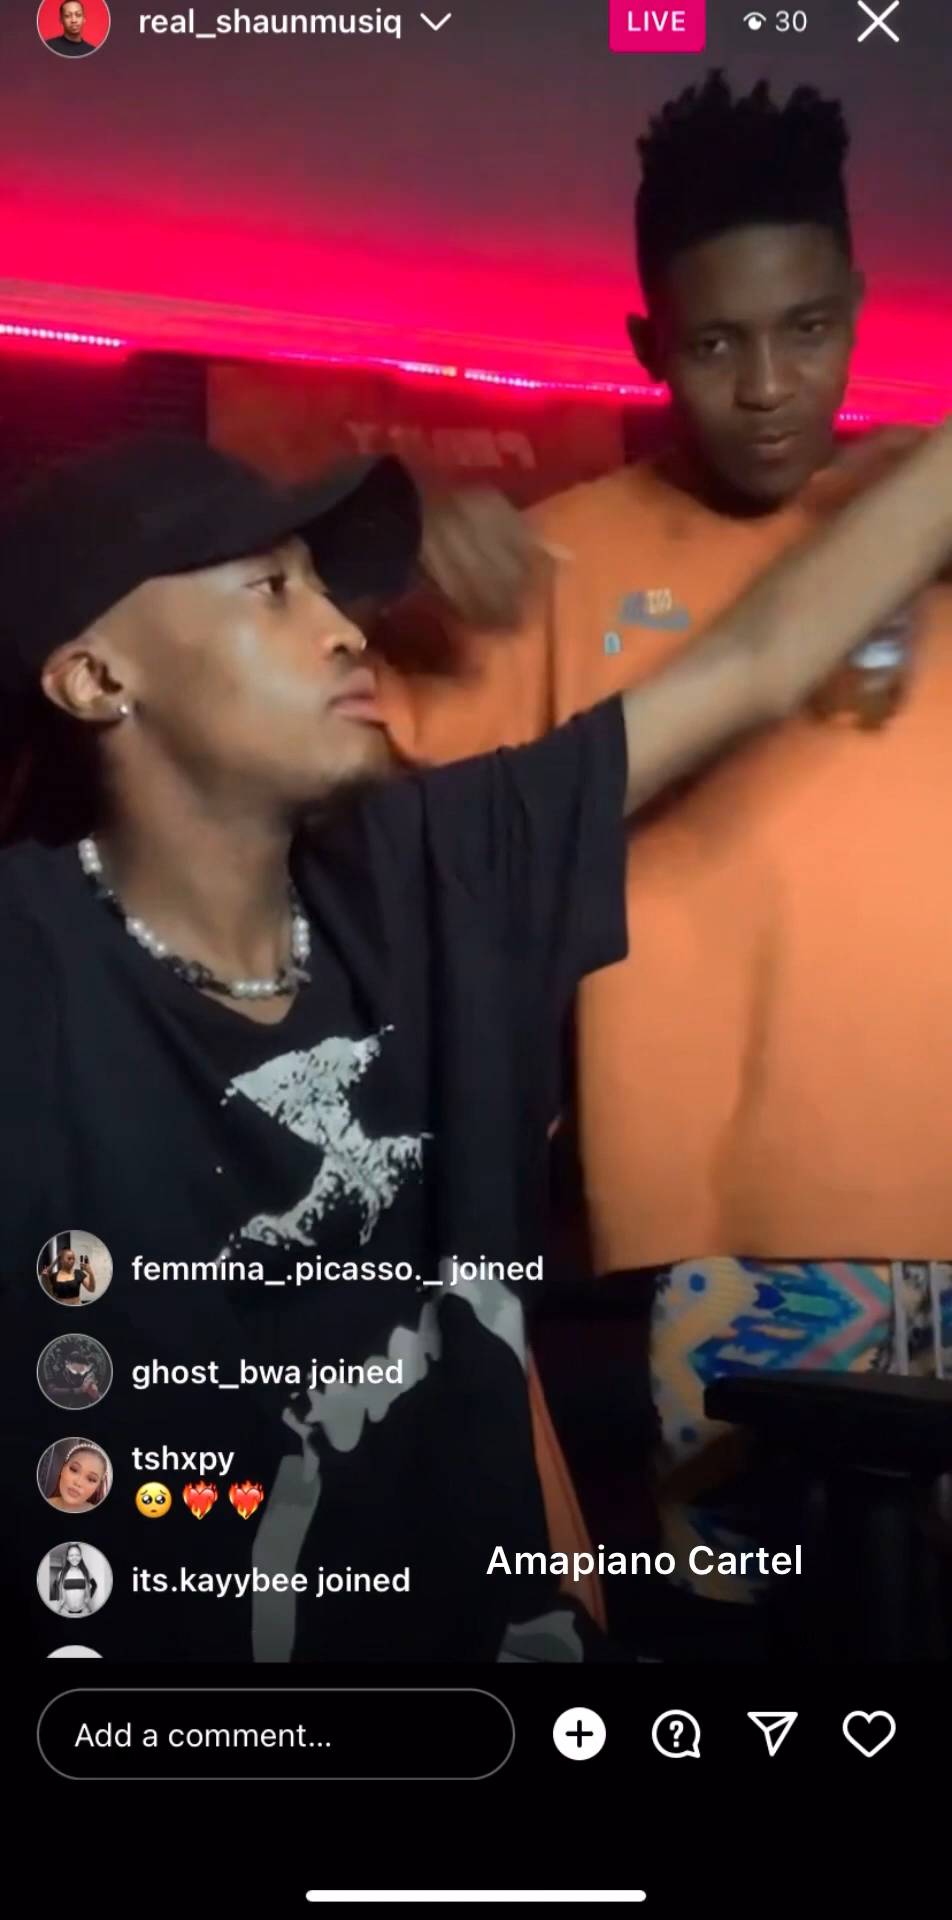 real_shaunmusiq
LIVE
30
femmina_.picasso._ joined
ghost_bwa joined
tshxpy
🥺 ❤️‍🔥 ❤️‍🔥
its.kayybee joined
Amapiano Cartel
Add a comment...